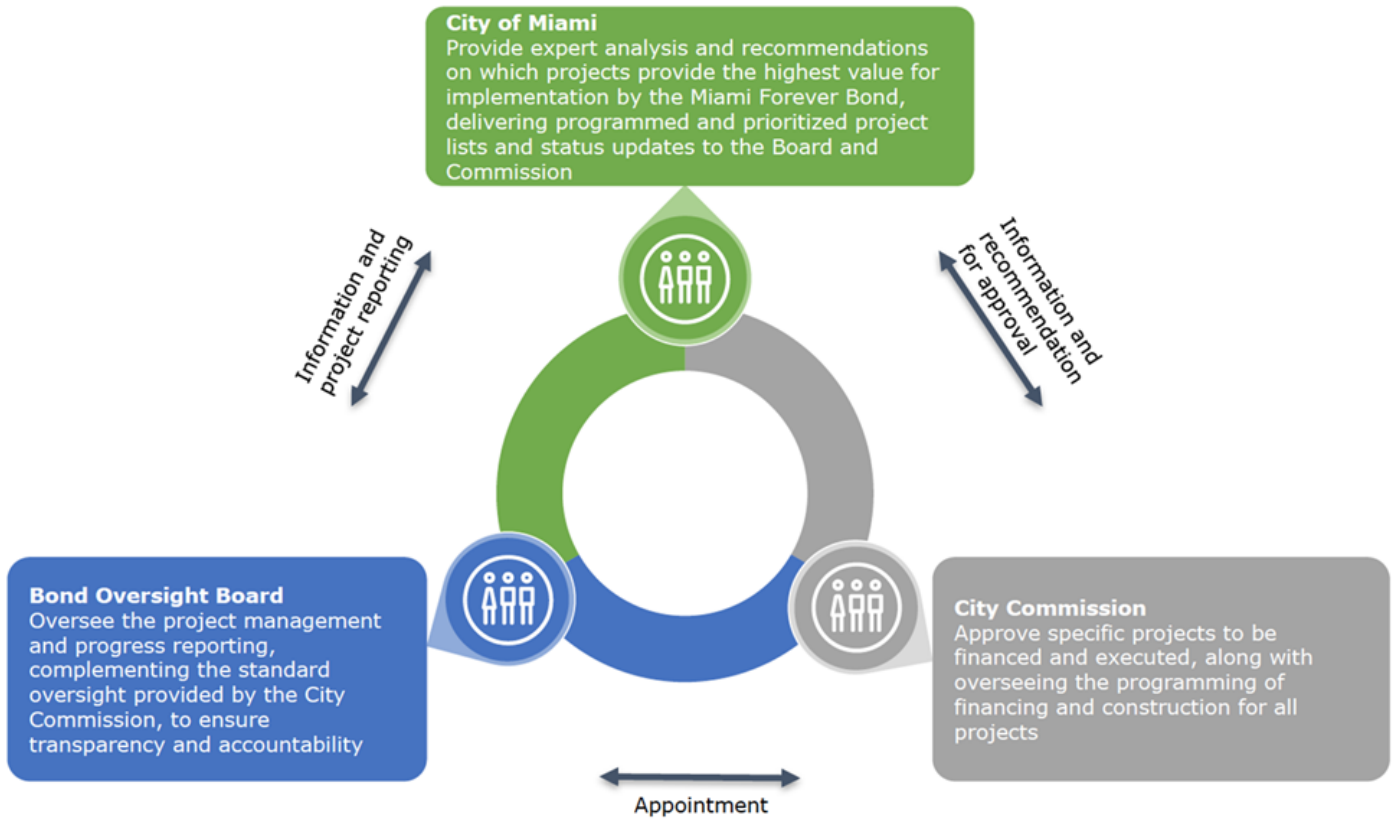 City of Miami
Provide expert analysis and recommendations
on which projects provide the highest value for
implementation by the Miami Forever Bond,
delivering programmed and prioritized project
lists and status updates to the Board and
Commission
Information and
project reporting
Information and
recommendation
for approval
Bond Oversight Board
Oversee the project management
and progress reporting,
complementing the standard
oversight provided by the City
Commission, to ensure
transparency and accountability
City Commission
Approve specific projects to be
financed and executed, along with
overseeing the programming of
financing and construction for all
projects
Appointment